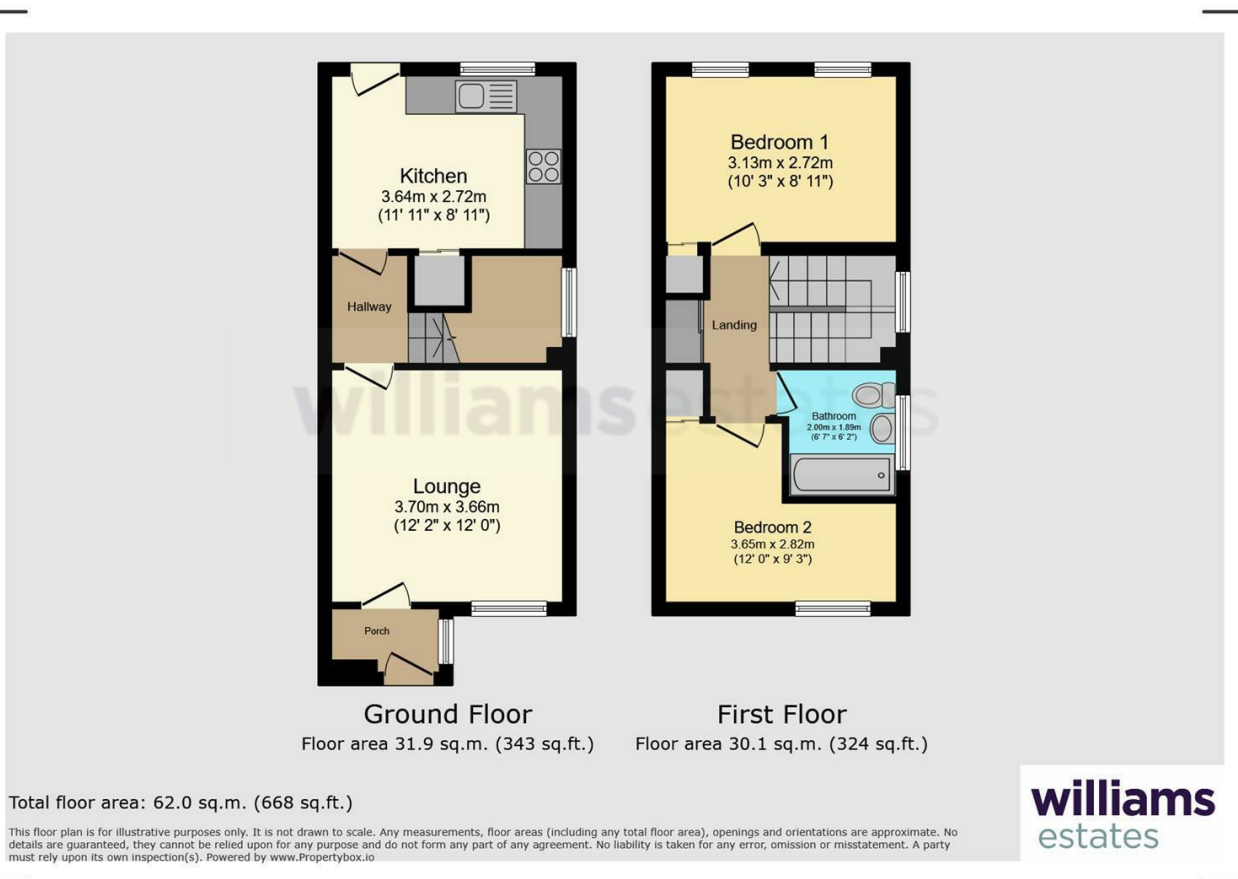 Kitchen
3.64m x 2.72m
(11' 11" x 8' 11")
Hallway
Lounge
3.70m x 3.66m
(12' 2" x 12' 0")
Porch
Bedroom 1
3.13m x 2.72m
(10' 3" x 8' 11")
Landing
Bathroom
2.00m x 1.89m
(6' 7" x 6' 2")
Bedroom 2
3.65m x 2.82m
(12' 0" x 9' 3")
williams estates
Ground Floor
Floor area 31.9 sq.m. (343 sq.ft.)
First Floor
Floor area 30.1 sq.m. (324 sq.ft.)
Total floor area: 62.0 sq.m. (668 sq.ft.)
This floor plan is for illustrative purposes only. It is not drawn to scale. Any measurements, floor areas (including any total floor area), openings and orientations are approximate. No
details are guaranteed, they cannot be relied upon for any purpose and do not form any part of any agreement. No liability is taken for any error, omission or misstatement. A party
must rely upon its own inspection(s). Powered by www.Propertybox.io
williams
estates